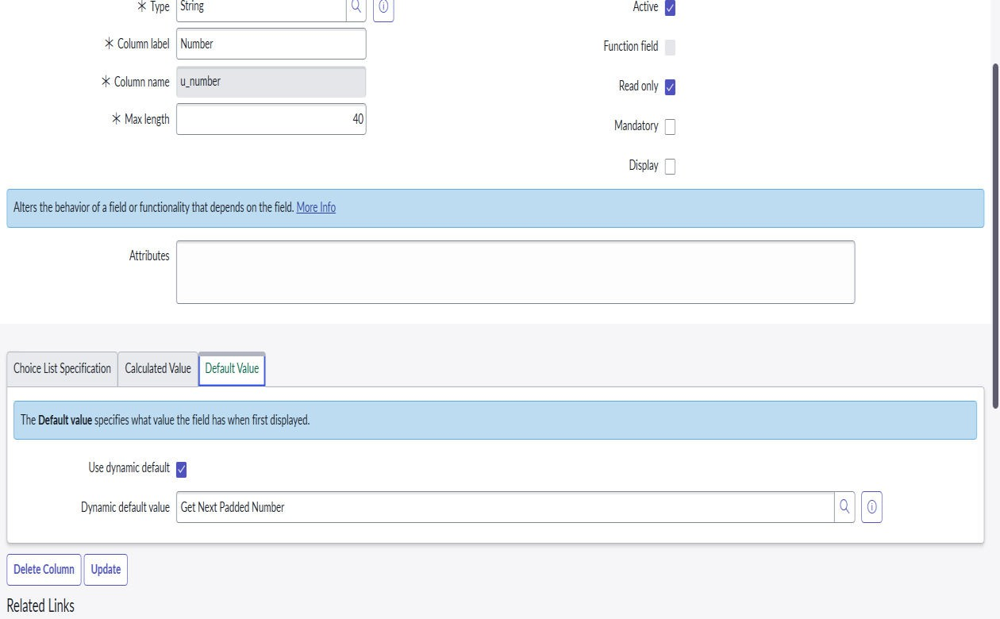 * Type String
Active
* Column label Number
Function field
* Column name u_number
Read only
* Max length 40
Mandatory
Display
Alters the behavior of a field or functionality that depends on the field. More Info
Attributes
Choice List Specification Calculated Value Default Value
The Default value specifies what value the field has when first displayed.
Use dynamic default
Dynamic default value Get Next Padded Number
Delete Column Update
Related Links